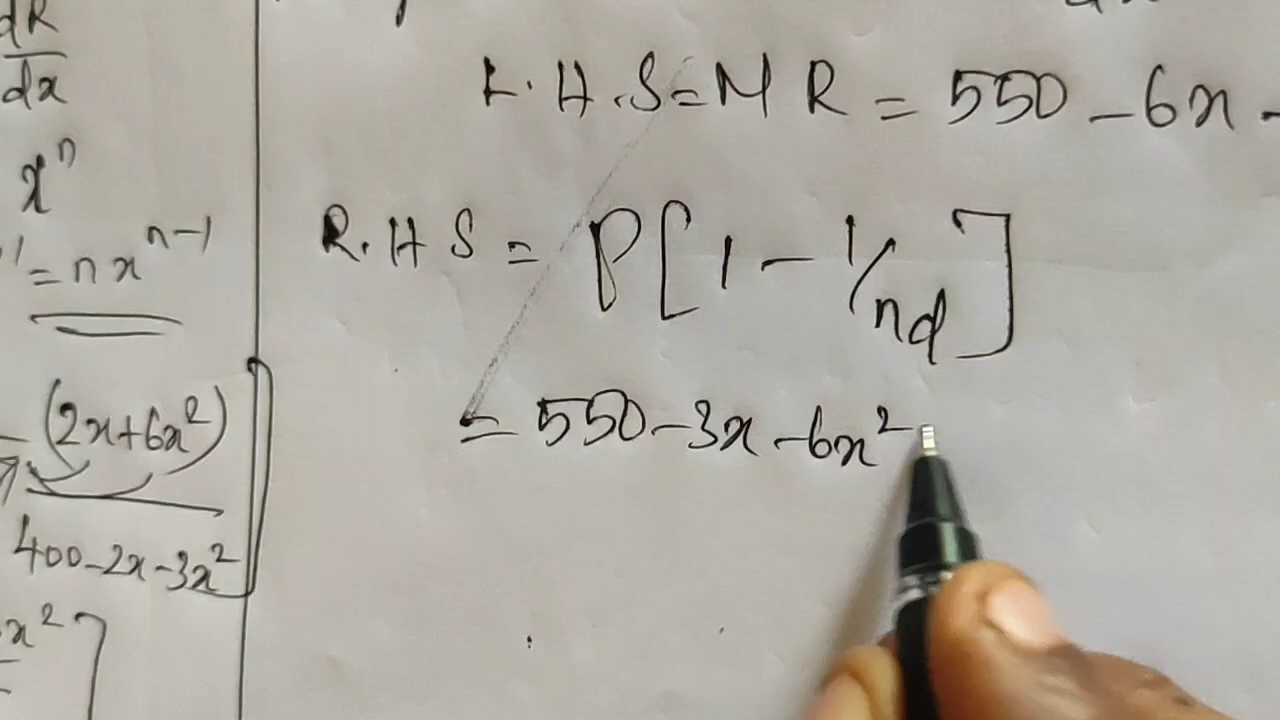 dR
dx
x^n
= nx^{n-1}
(2x+6x²)
400-2x-3x²
x²]
L.H.S=MR = 550 - 6x -
R.H.S = P[1 - 1/nd]
= 550-3x-6x²